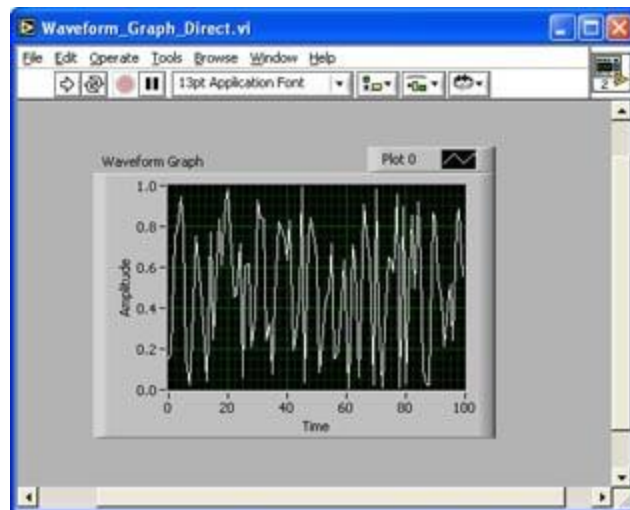 Waveform_Graph_Direct.vi
File Edit Operate Tools Browse Window Help
13pt Application Font
2
Waveform Graph
Plot 0
1.0
0.8
0.6
0.4
0.2
0.0
Amplitude
0 20 40 60 80 100
Time